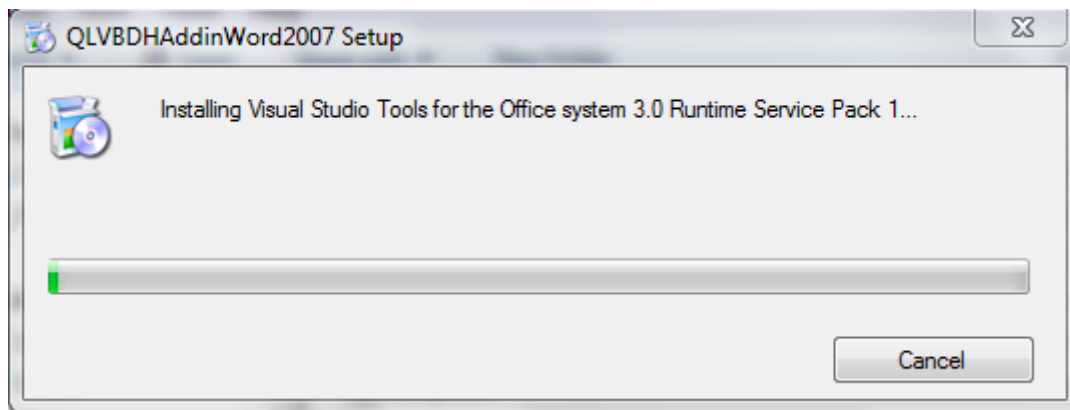 QLVBDHAddinWord2007 Setup
Installing Visual Studio Tools for the Office system 3.0 Runtime Service Pack 1...
Cancel